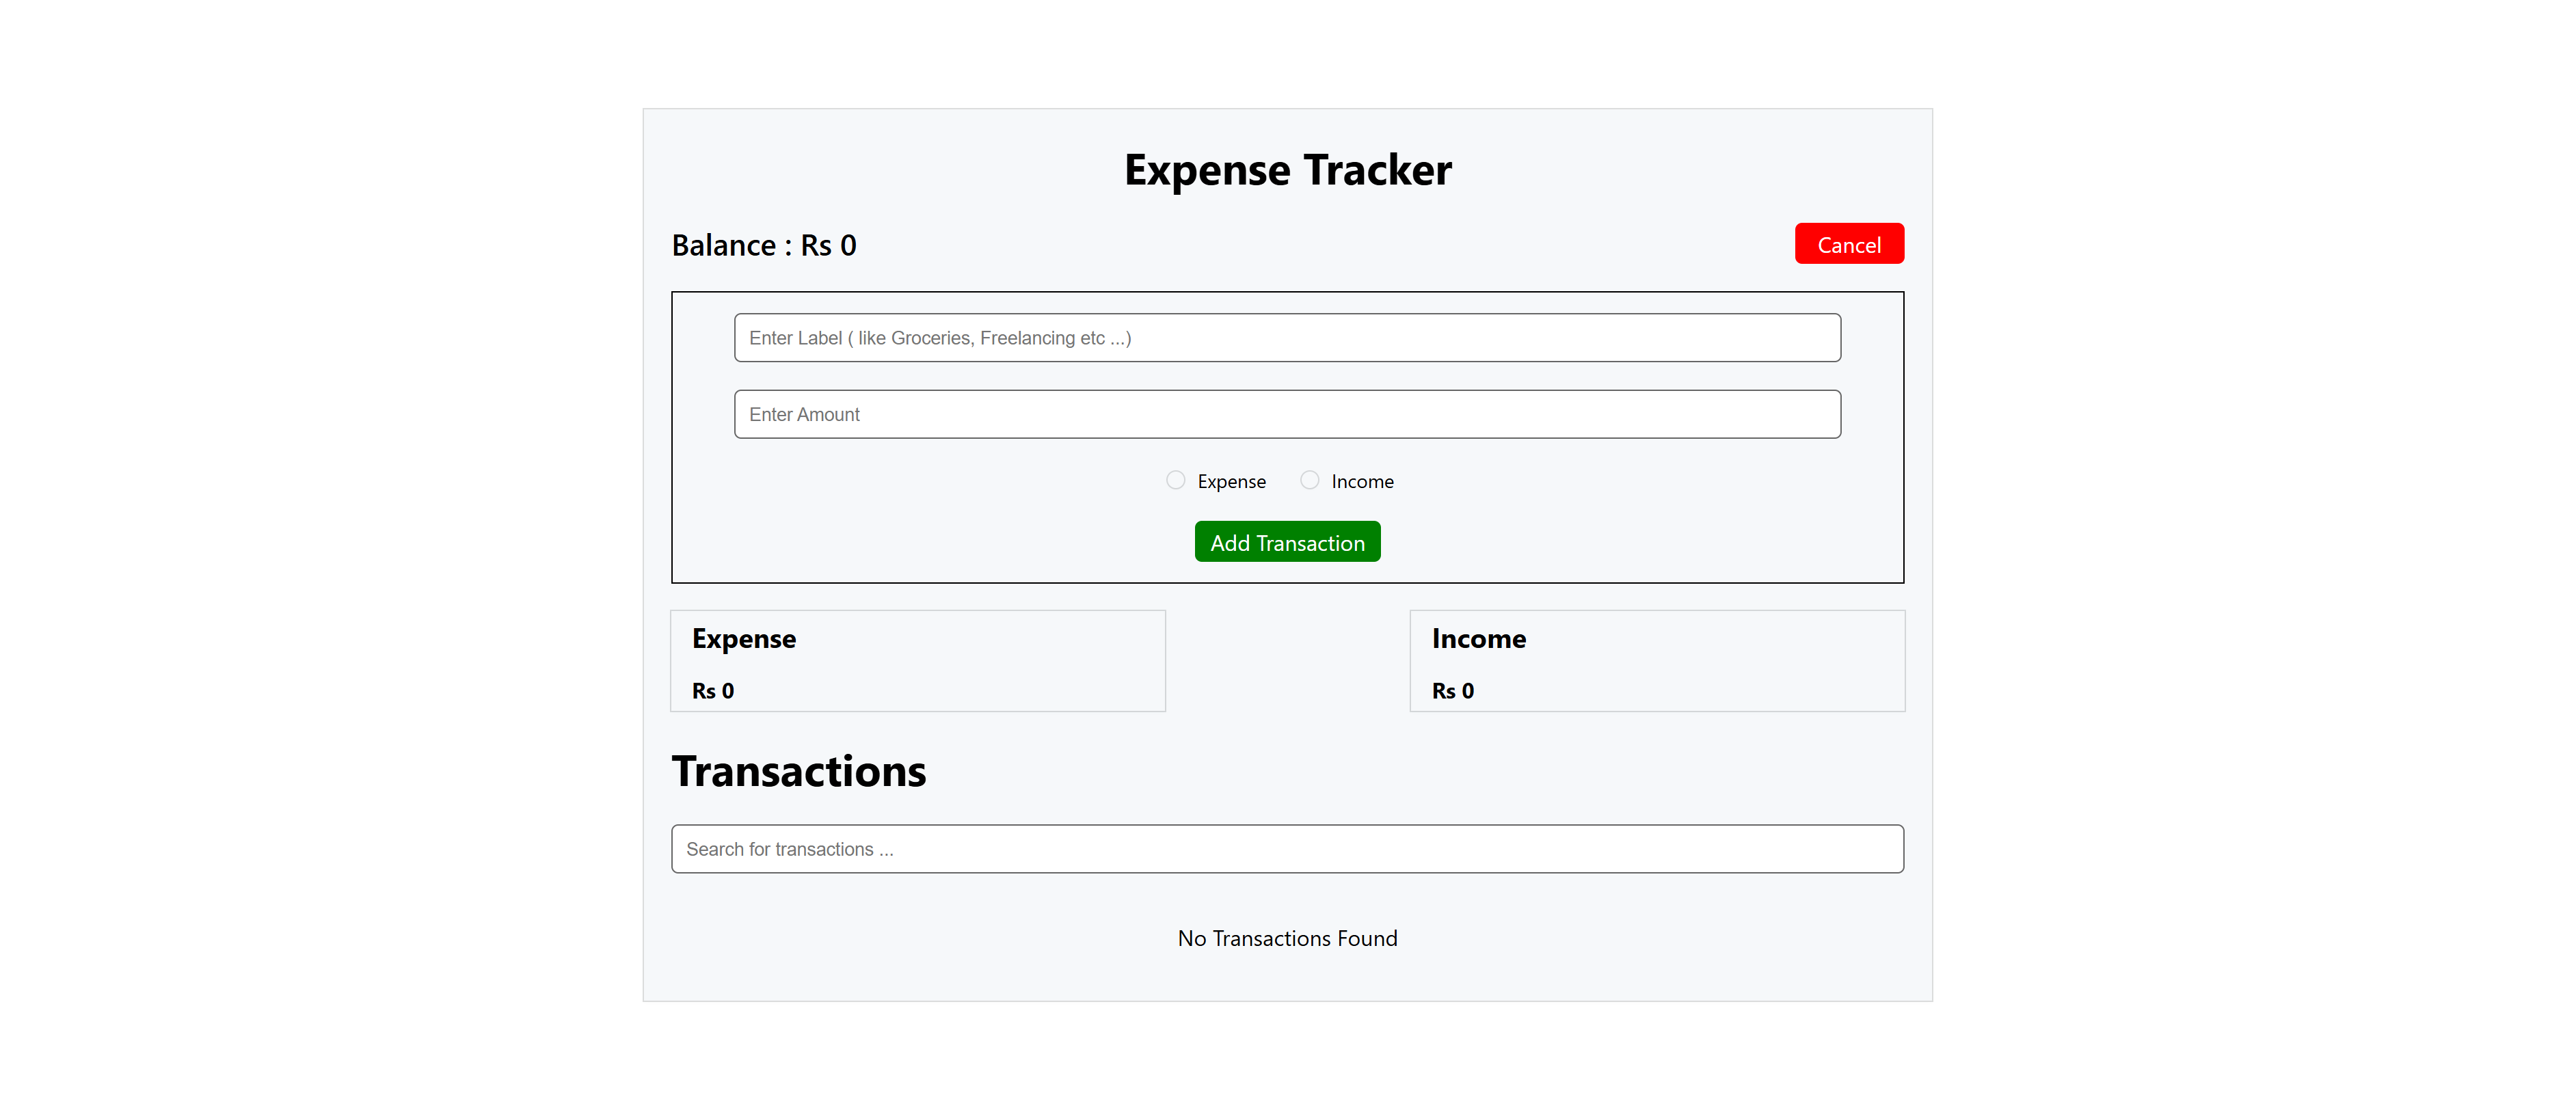 Expense Tracker
Balance : Rs 0
Cancel
Enter Label ( like Groceries, Freelancing etc ...)
Enter Amount
Expense
Income
Add Transaction
Expense
Rs 0
Income
Rs 0
Transactions
Search for transactions ...
No Transactions Found